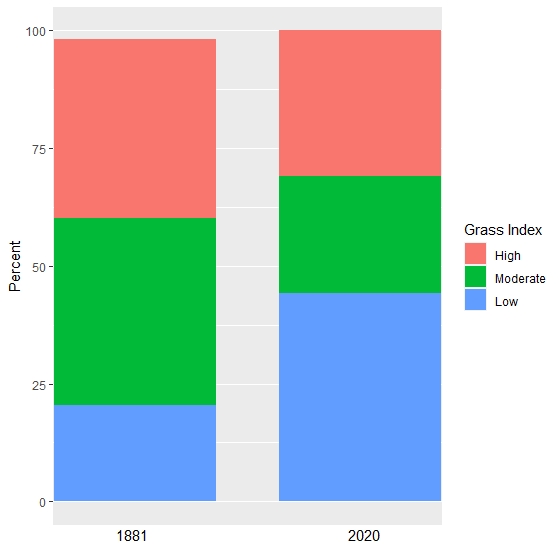 100
75
50
25
0
Percent
1881
2020
Grass Index
High
Moderate
Low